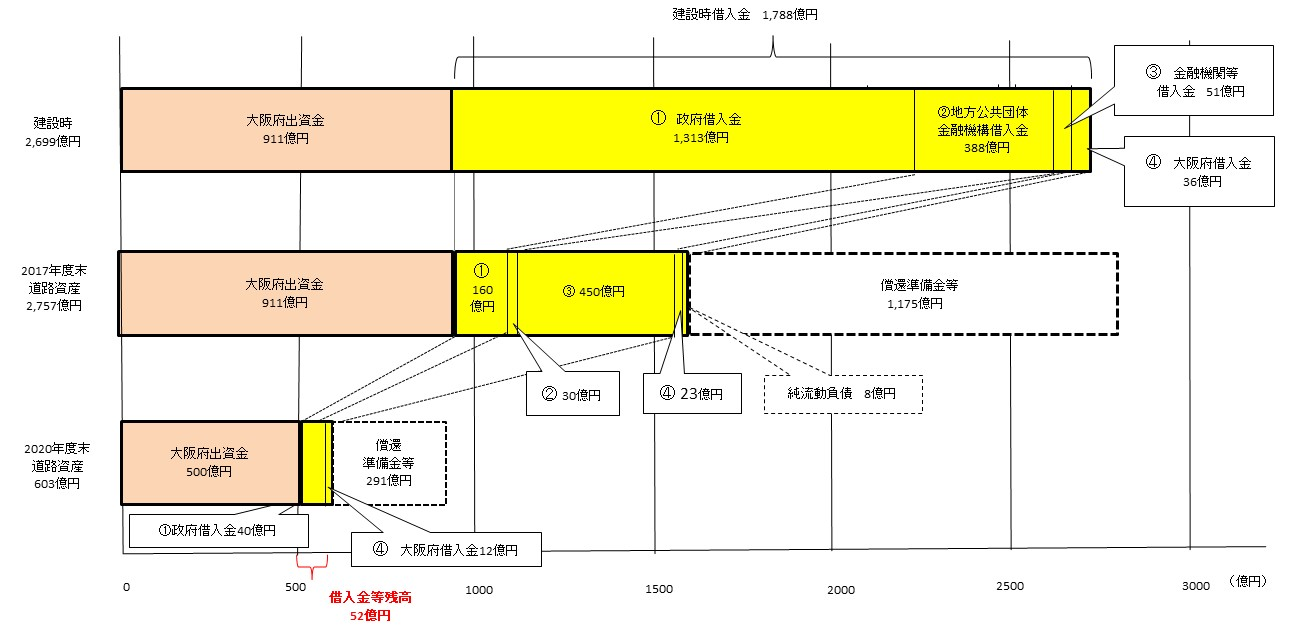 建設時借入金　1,788億円
建設時
2,699億円
大阪府出資金
911億円
①　政府借入金
1,313億円
②地方公共団体
金融機構借入金
388億円
③　金融機関等
借入金　51億円
④　大阪府借入金
36億円
2017年度末
道路資産
2,757億円
大阪府出資金
911億円
①
160
億円
③ 450億円
償還準備金等
1,175億円
② 30億円
④ 23億円
純流動負債　8億円
2020年度末
道路資産
603億円
大阪府出資金
500億円
償還
準備金等
291億円
①政府借入金40億円
④　大阪府借入金12億円
0
500
1000
1500
2000
2500
3000
（億円）
借入金等残高
52億円